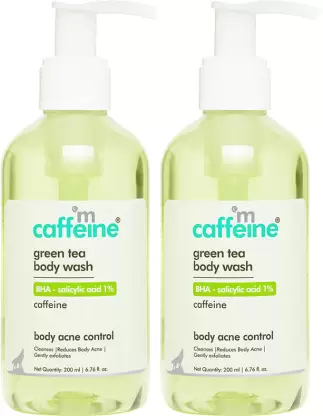 'm
caffeine®
green tea
body wash
BHA - salicylic acid 1%
caffeine
body acne control
Cleanses | Reduces Body Acne |
Gently exfoliates
Net Quantity: 200 ml | 6.76 fl. oz.
'm
caffeine®
green tea
body wash
BHA - salicylic acid 1%
caffeine
body acne control
Cleanses | Reduces Body Acne |
Gently exfoliates
Net Quantity: 200 ml | 6.76 fl. oz.